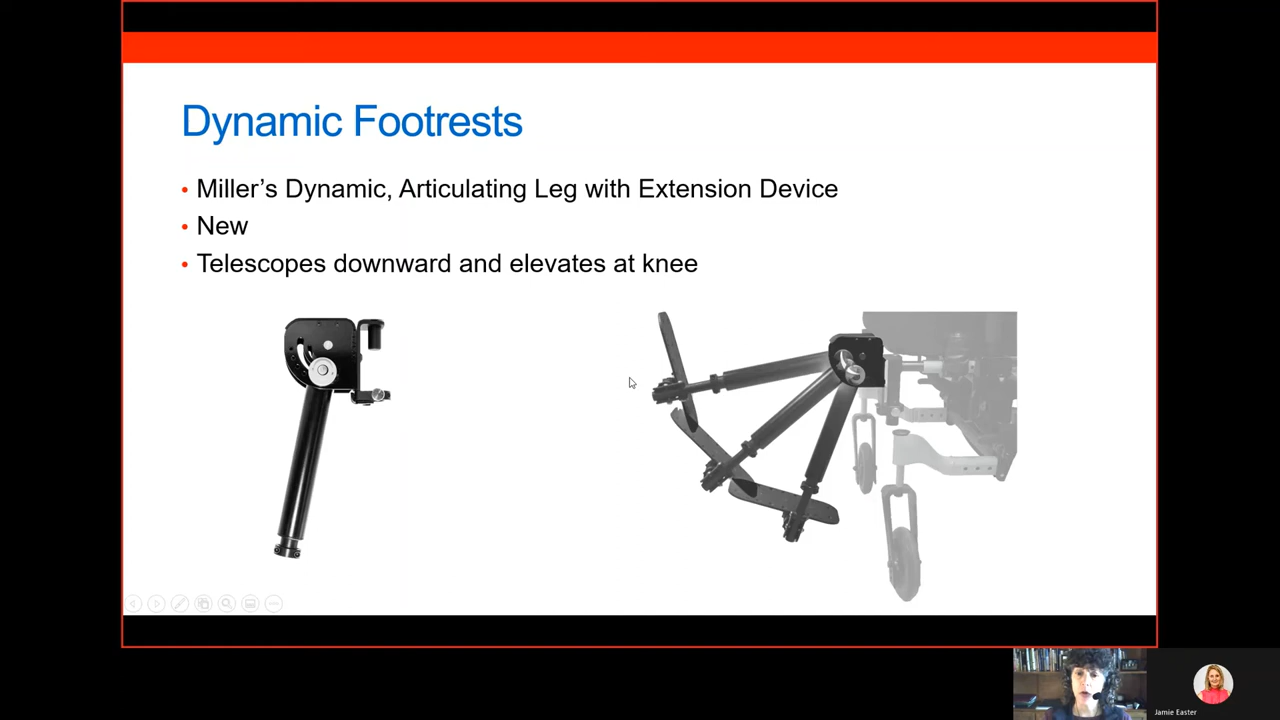 Dynamic Footrests
• Miller’s Dynamic, Articulating Leg with Extension Device
• New
• Telescopes downward and elevates at knee
Jamie Easter